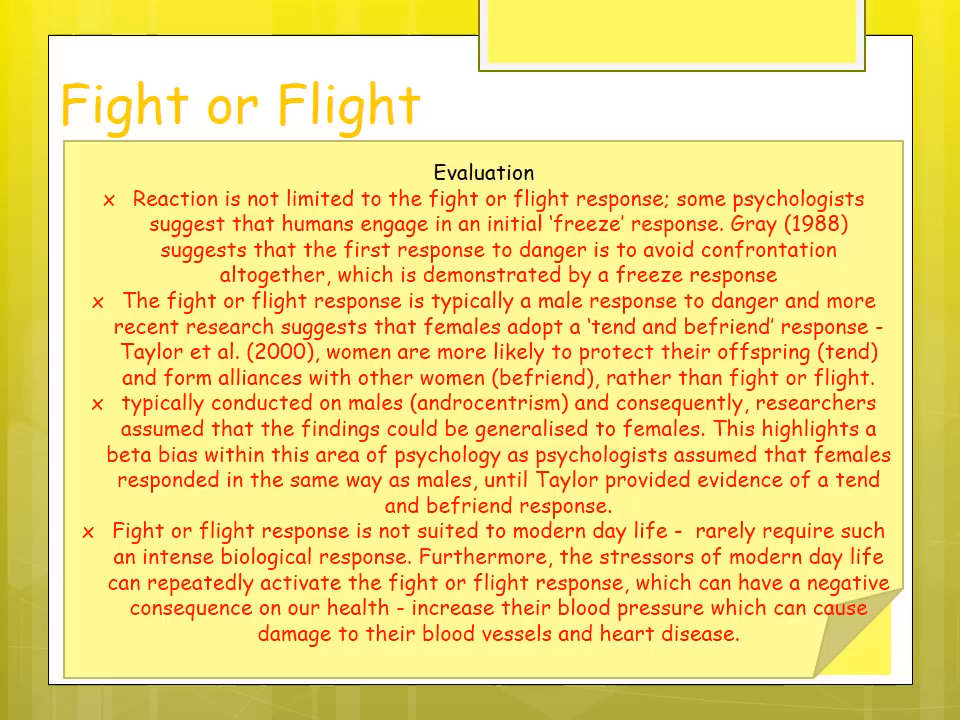 Fight or Flight
Evaluation
x Reaction is not limited to the fight or flight response; some psychologists
suggest that humans engage in an initial ‘freeze’ response. Gray (1988)
suggests that the first response to danger is to avoid confrontation
altogether, which is demonstrated by a freeze response
x The fight or flight response is typically a male response to danger and more
recent research suggests that females adopt a ‘tend and befriend’ response -
Taylor et al. (2000), women are more likely to protect their offspring (tend)
and form alliances with other women (befriend), rather than fight or flight.
x typically conducted on males (androcentrism) and consequently, researchers
assumed that the findings could be generalised to females. This highlights a
beta bias within this area of psychology as psychologists assumed that females
responded in the same way as males, until Taylor provided evidence of a tend
and befriend response.
x Fight or flight response is not suited to modern day life - rarely require such
an intense biological response. Furthermore, the stressors of modern day life
can repeatedly activate the fight or flight response, which can have a negative
consequence on our health - increase their blood pressure which can cause
damage to their blood vessels and heart disease.